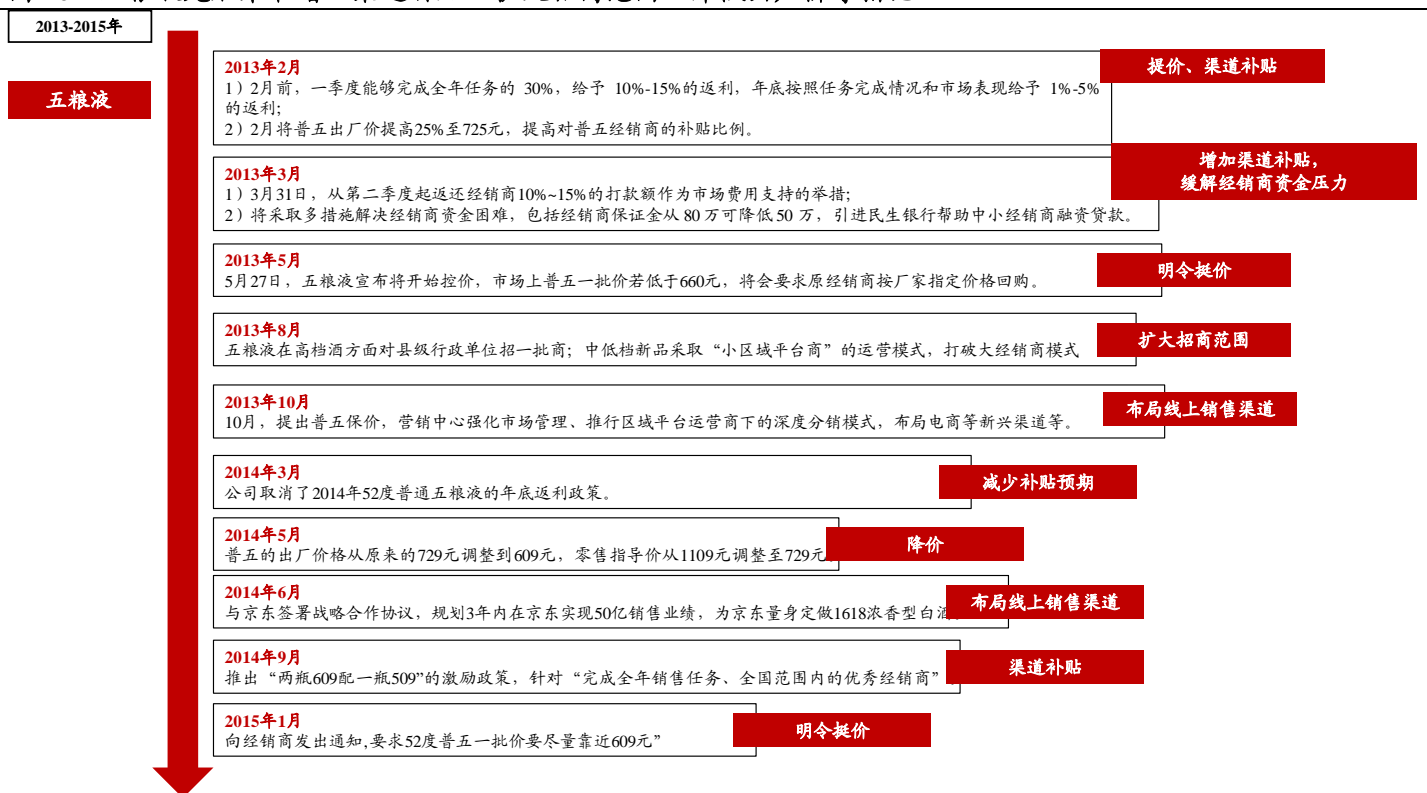 2013-2015年
五粮液
2013年2月
提价、渠道补贴
1）2月前，一季度能够完成全年任务的 30%，给予 10%-15%的返利，年底按照任务完成情况和市场表现给予 1%-5%
的返利;
2）2月将普五出厂价提高25%至725元，提高对普五经销商的补贴比例。
2013年3月
增加渠道补贴，
缓解经销商资金压力
1）3月31日，从第二季度起返还经销商10%~15%的打款额作为市场费用支持的举措;
2）将采取多措施解决经销商资金困难，包括经销商保证金从 80 万可降低 50 万，引进民生银行帮助中小经销商融资贷款。
2013年5月
明令挺价
5月27日，五粮液宣布将开始控价，市场上普五一批价若低于660元，将会要求原经销商按厂家指定价格回购。
2013年8月
扩大招商范围
五粮液在高档酒方面对县级行政单位招一批商；中低档新品采取“小区域平台商”的运营模式，打破大经销商模式
2013年10月
布局线上销售渠道
10月，提出普五保价，营销中心强化市场管理、推行区域平台运营商下的深度分销模式，布局电商等新兴渠道等。
2014年3月
减少补贴预期
公司取消了2014年52度普通五粮液的年底返利政策。
2014年5月
降价
普五的出厂价格从原来的729元调整到609元，零售指导价从1109元调整至729元
2014年6月
布局线上销售渠道
与京东签署战略合作协议，规划3年内在京东实现50亿销售业绩，为京东量身定做1618浓香型白酒
2014年9月
渠道补贴
推出“两瓶609配一瓶509”的激励政策，针对“完成全年销售任务、全国范围内的优秀经销商”
2015年1月
明令挺价
向经销商发出通知,要求52度普五一批价要尽量靠近609元”